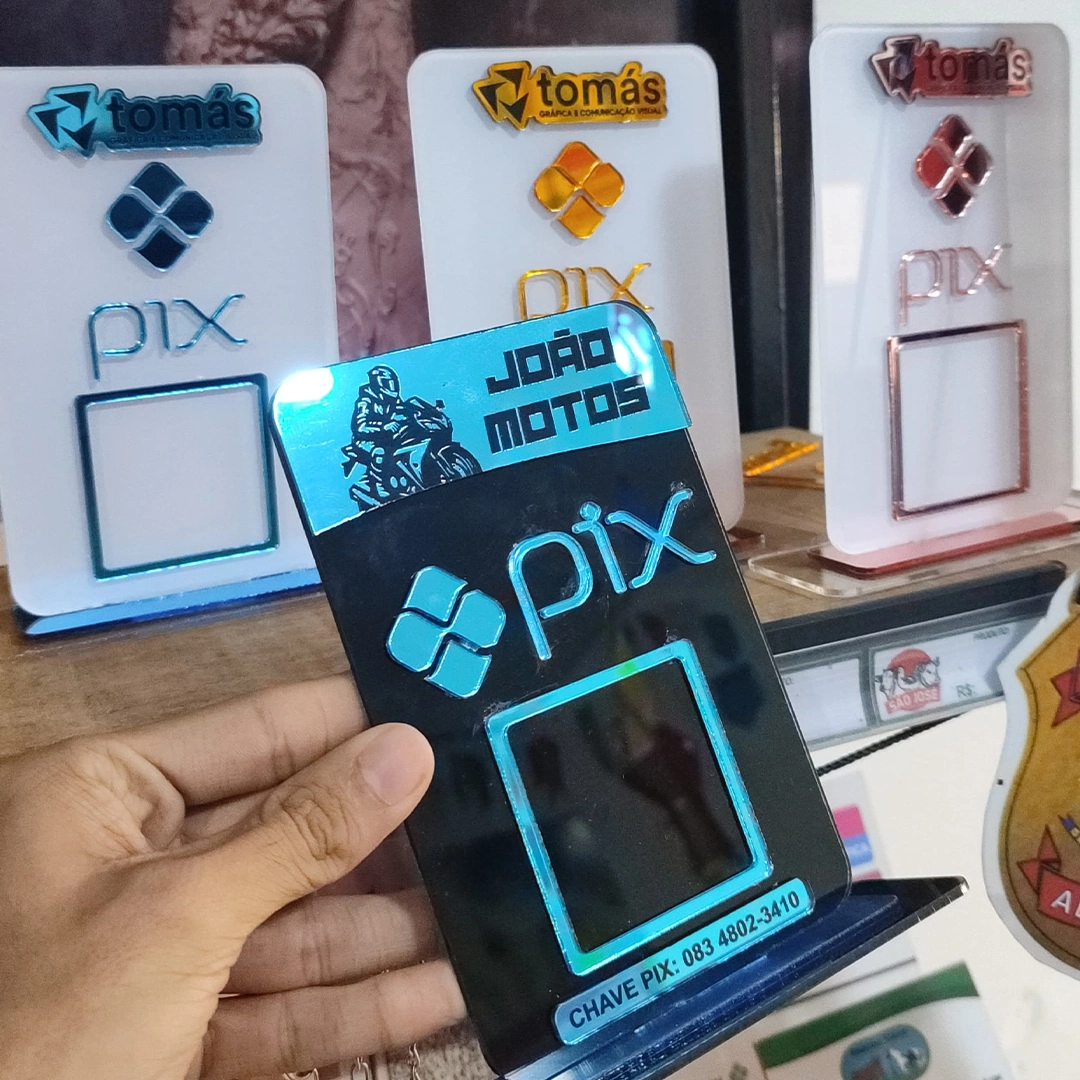 tomás
pix
tomás
GRÁFICA E COMUNICAÇÃO VISUAL
pix
tomás
pix
JOÃO
MOTOS
pix
CHAVE PIX: 083 4802-3410
PRODUTO
SÃO JOSÉ
R$: